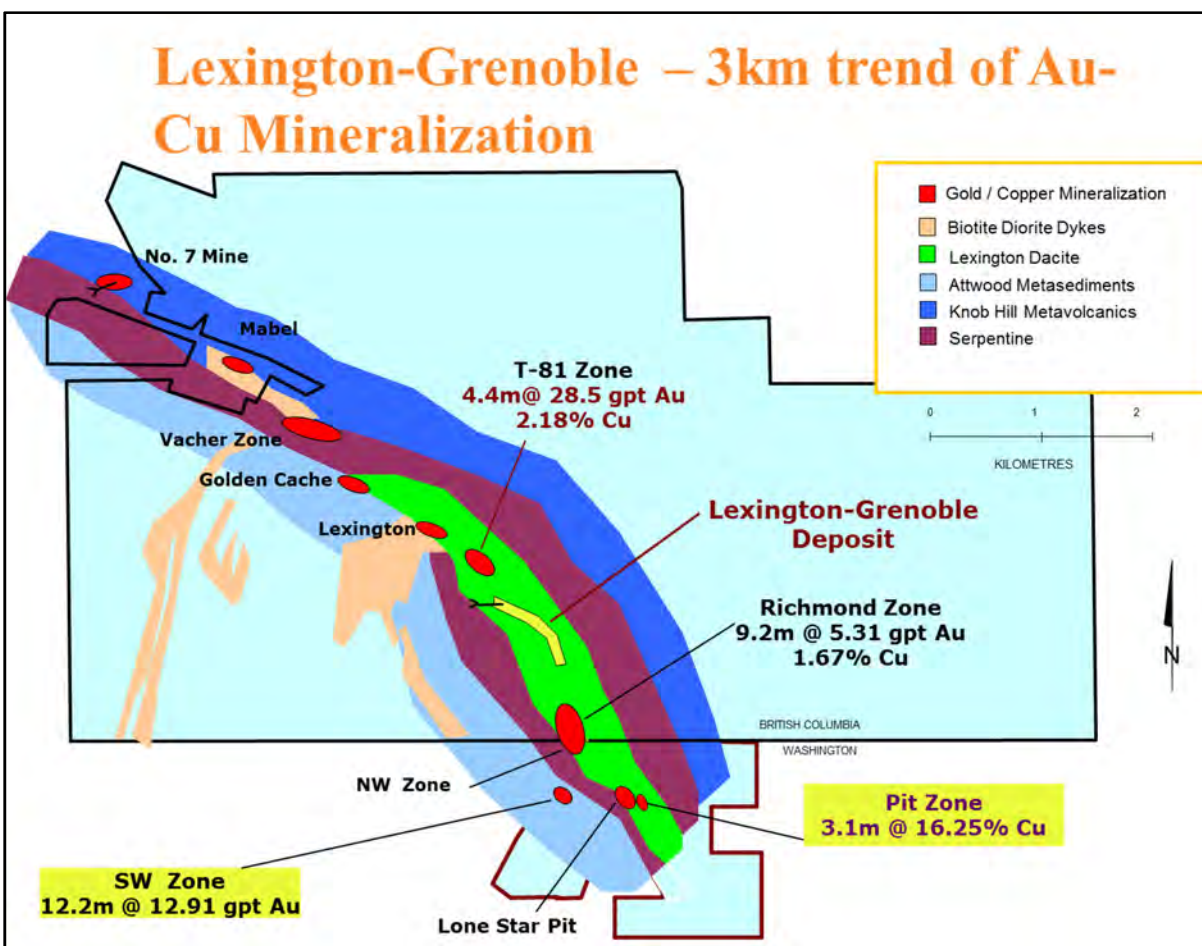 Lexington-Grenoble – 3km trend of Au-
Cu Mineralization
Gold / Copper Mineralization
Biotite Diorite Dykes
Lexington Dacite
Attwood Metasediments
Knob Hill Metavolcanics
Serpentine
0 1 2
KILOMETRES
No. 7 Mine
Mabel
T-81 Zone
4.4m@ 28.5 gpt Au
2.18% Cu
Vacher Zone
Golden Cache
Lexington
Lexington-Grenoble
Deposit
Richmond Zone
9.2m @ 5.31 gpt Au
1.67% Cu
N
BRITISH COLUMBIA
WASHINGTON
NW Zone
Pit Zone
3.1m @ 16.25% Cu
SW Zone
12.2m @ 12.91 gpt Au
Lone Star Pit